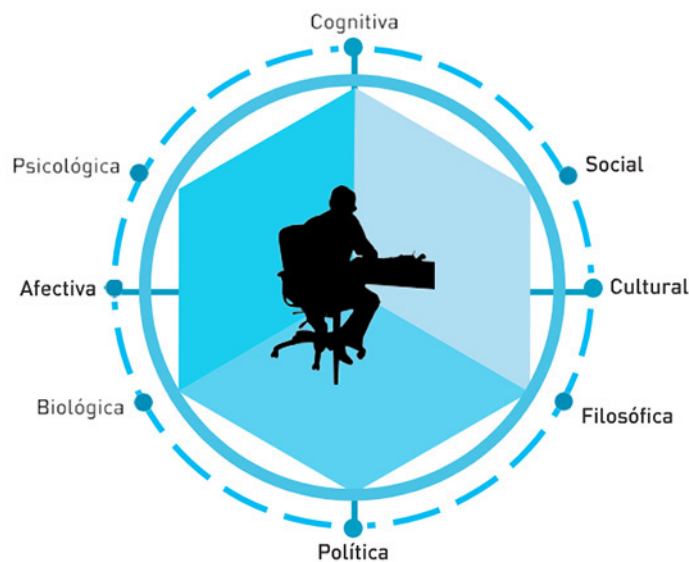 Cognitiva
Psicológica
Social
Afectiva
Cultural
Biológica
Filosófica
Política